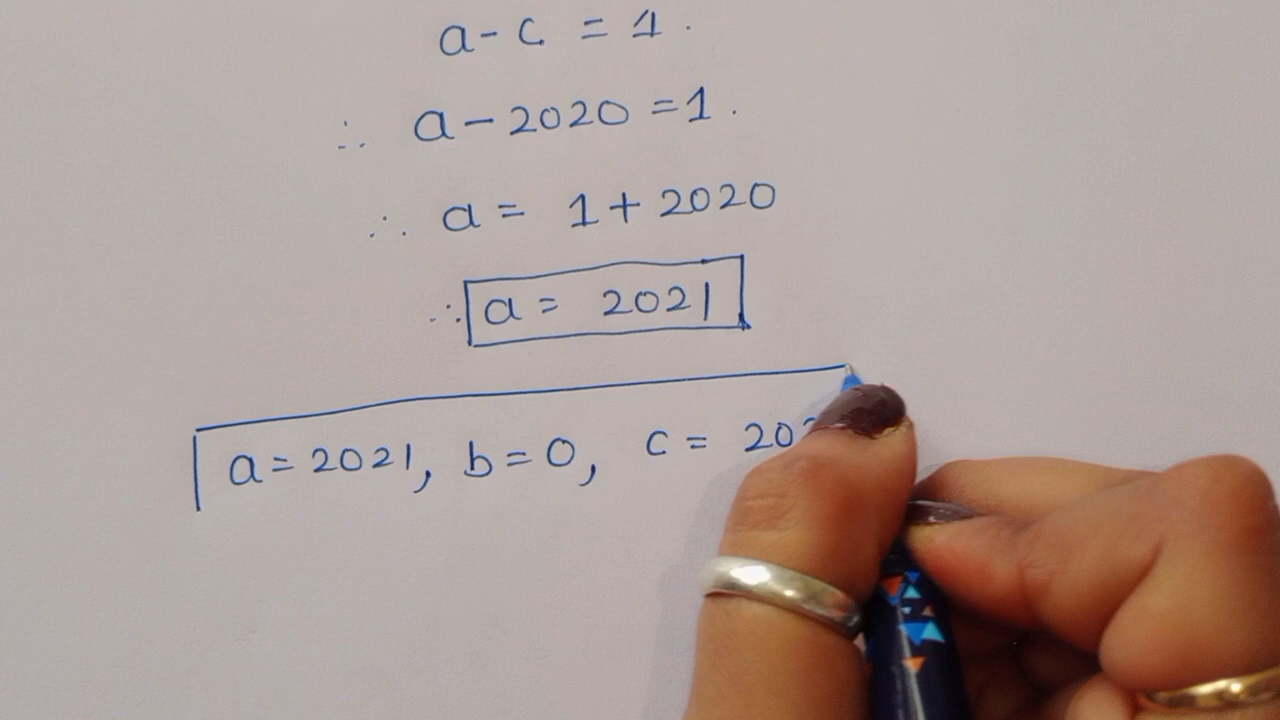 a - c = 1.
∴ a - 2020 = 1.
∴ a = 1 + 2020
∴ a = 2021
a = 2021, b = 0, c =